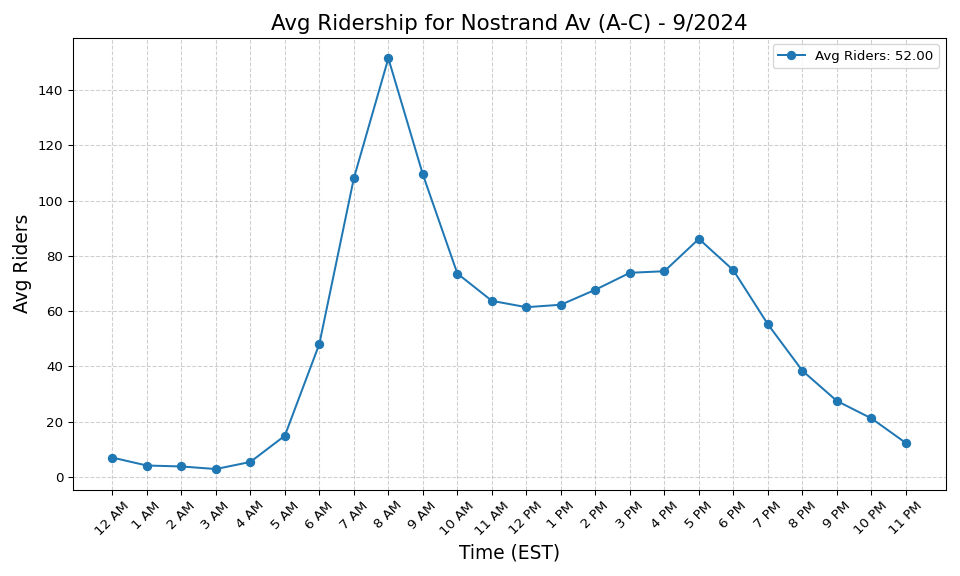 Avg Ridership for Nostrand Av (A-C) - 9/2024
Avg Riders: 52.00
Avg Riders
140
120
100
80
60
40
20
0
12 AM
1 AM
2 AM
3 AM
4 AM
5 AM
6 AM
7 AM
8 AM
9 AM
10 AM
11 AM
12 PM
1 PM
2 PM
3 PM
4 PM
5 PM
6 PM
7 PM
8 PM
9 PM
10 PM
11 PM
Time (EST)